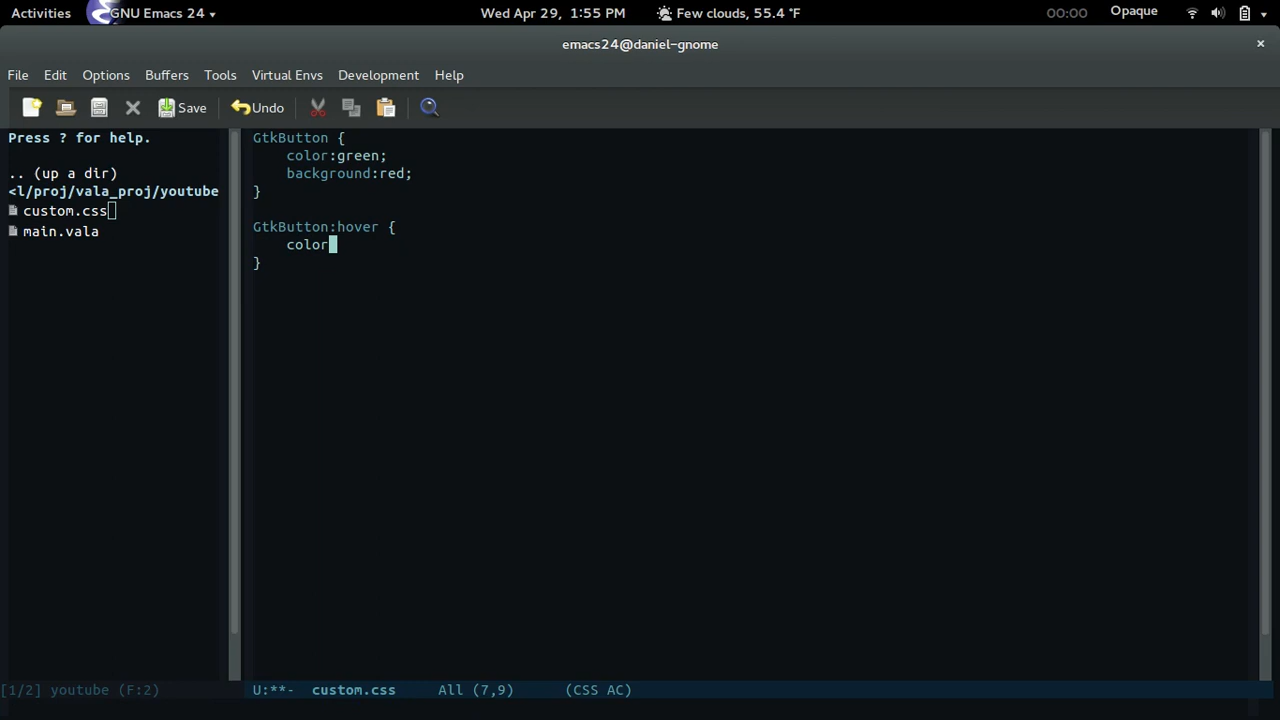 Activities GNU Emacs 24 Wed Apr 29, 1:55 PM Few clouds, 55.4 °F 00:00 Opaque
emacs24@daniel-gnome
File Edit Options Buffers Tools Virtual Envs Development Help
Save Undo
Press ? for help.
.. (up a dir)
<l/proj/vala_proj/youtube
custom.css
main.vala
GtkButton {
    color:green;
    background:red;
}
GtkButton:hover {
    color
}
[1/2] youtube (F:2)
U:**- custom.css All (7,9) (CSS AC)